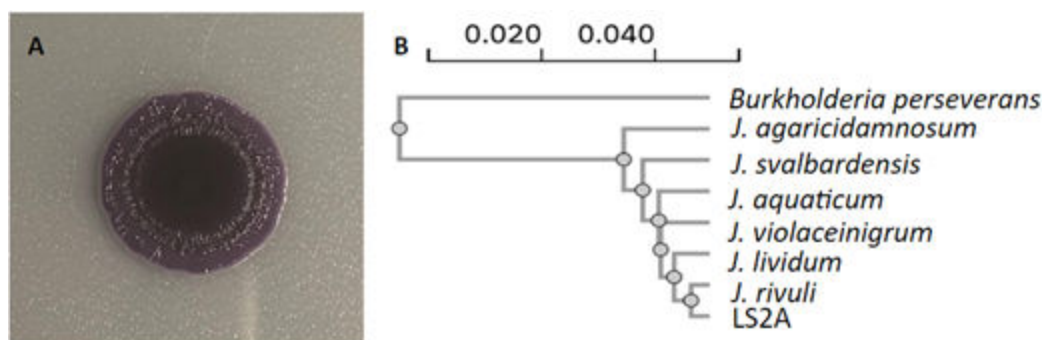 A
B
0.020 0.040
Burkholderia perseverans
J. agaricidamnosum
J. svalbardensis
J. aquaticum
J. violaceinigrum
J. lividum
J. rivuli
LS2A